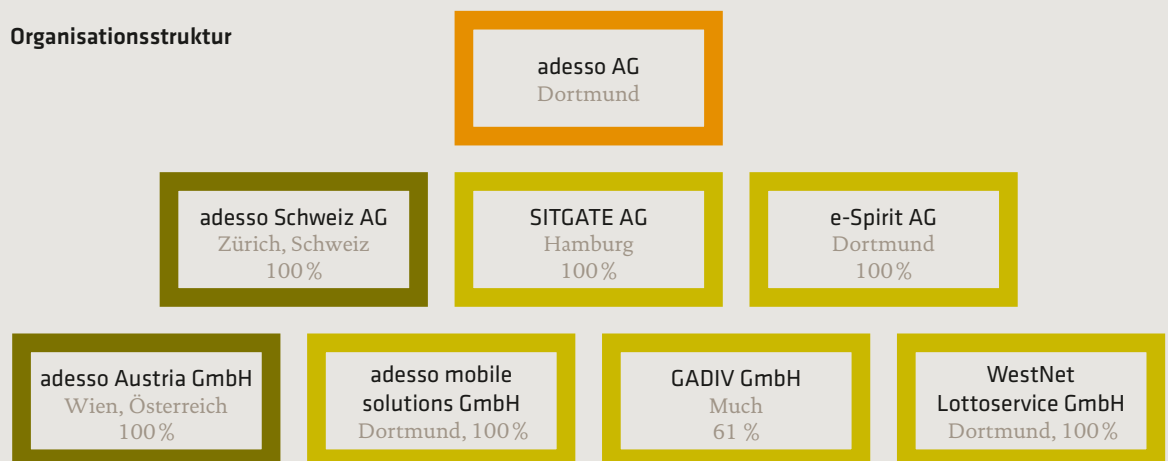 Organisationsstruktur
adesso AG
Dortmund
adesso Schweiz AG
Zürich, Schweiz
100 %
SITGATE AG
Hamburg
100 %
e-Spirit AG
Dortmund
100 %
adesso Austria GmbH
Wien, Österreich
100 %
adesso mobile
solutions GmbH
Dortmund, 100 %
GADIV GmbH
Much
61 %
WestNet
Lottoservice GmbH
Dortmund, 100 %